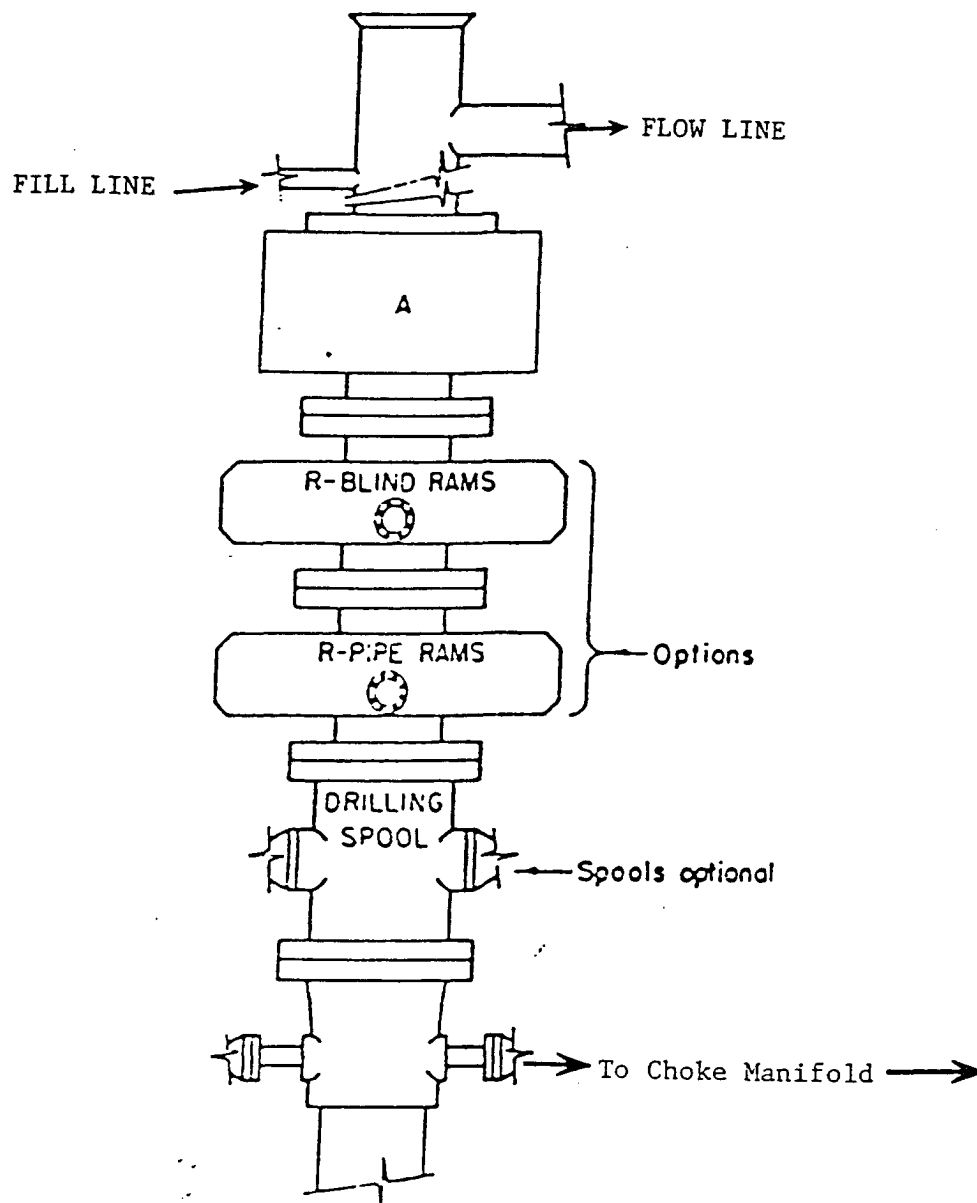 FLOW LINE
FILL LINE
A
R-BLIND RAMS
R-PIPE RAMS
Options
DRILLING
SPOOL
Spools optional
To Choke Manifold